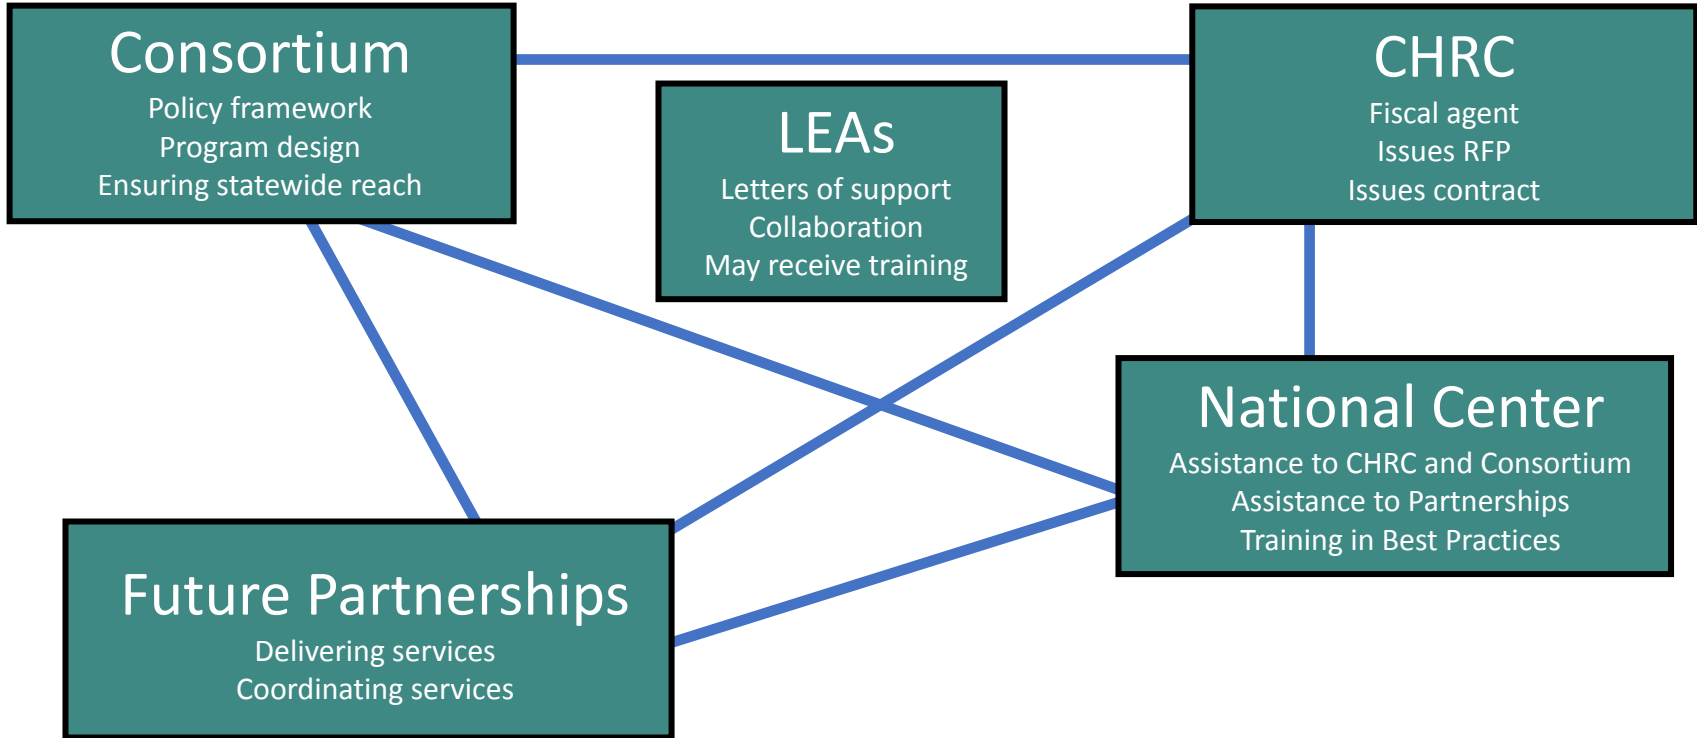 Consortium
Policy framework
Program design
Ensuring statewide reach
LEAs
Letters of support
Collaboration
May receive training
CHRC
Fiscal agent
Issues RFP
Issues contract
National Center
Assistance to CHRC and Consortium
Assistance to Partnerships
Training in Best Practices
Future Partnerships
Delivering services
Coordinating services